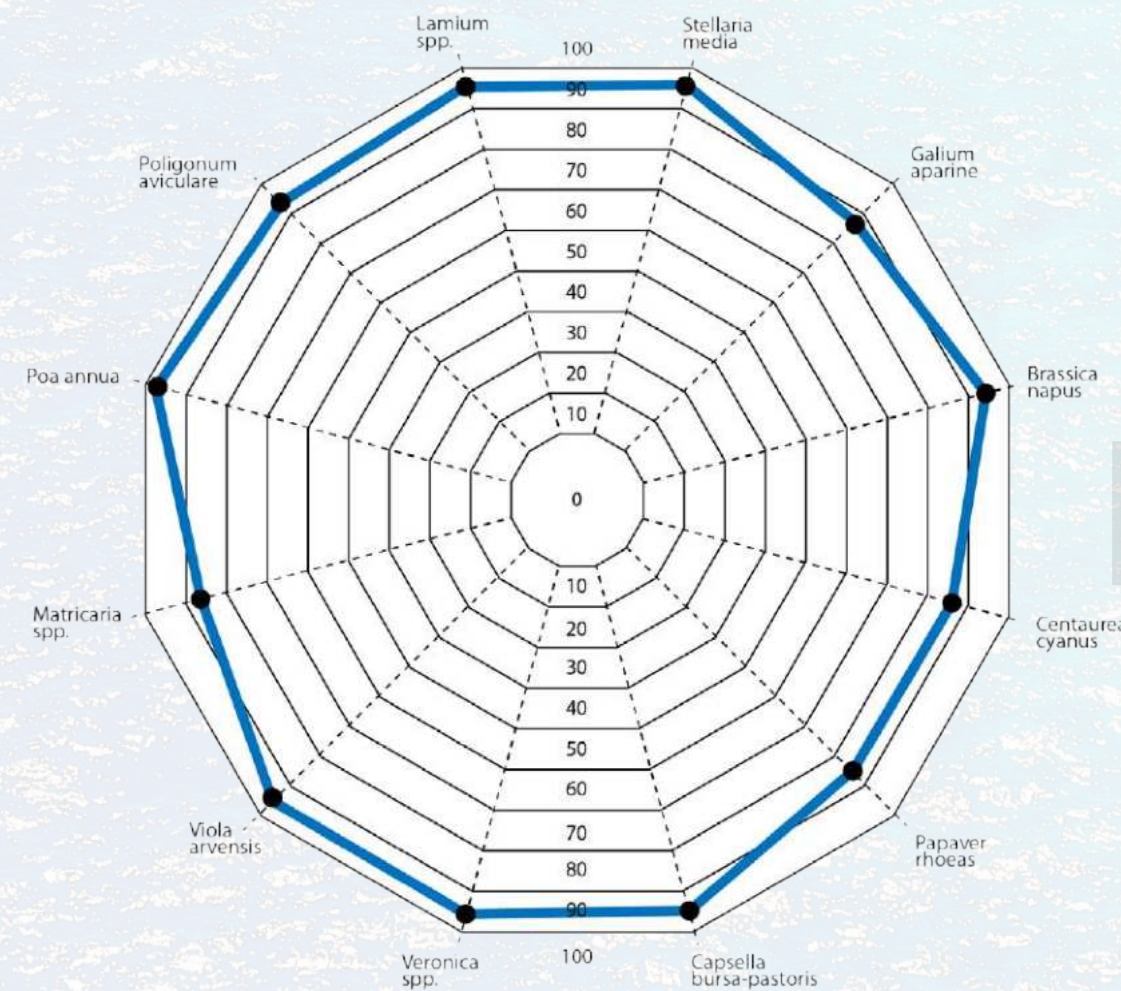 Lamium
spp.
Stellaria
media
100
90
80
70
60
50
40
30
20
10
0
10
20
30
40
50
60
70
80
90
100
Galium
aparine
Brassica
napus
Centaurea
cyanus
Papaver
rhoeas
Capsella
bursa-pastoris
Veronica
spp.
Viola
arvensis
Matricaria
spp.
Poa annua
Poligonum
aviculare